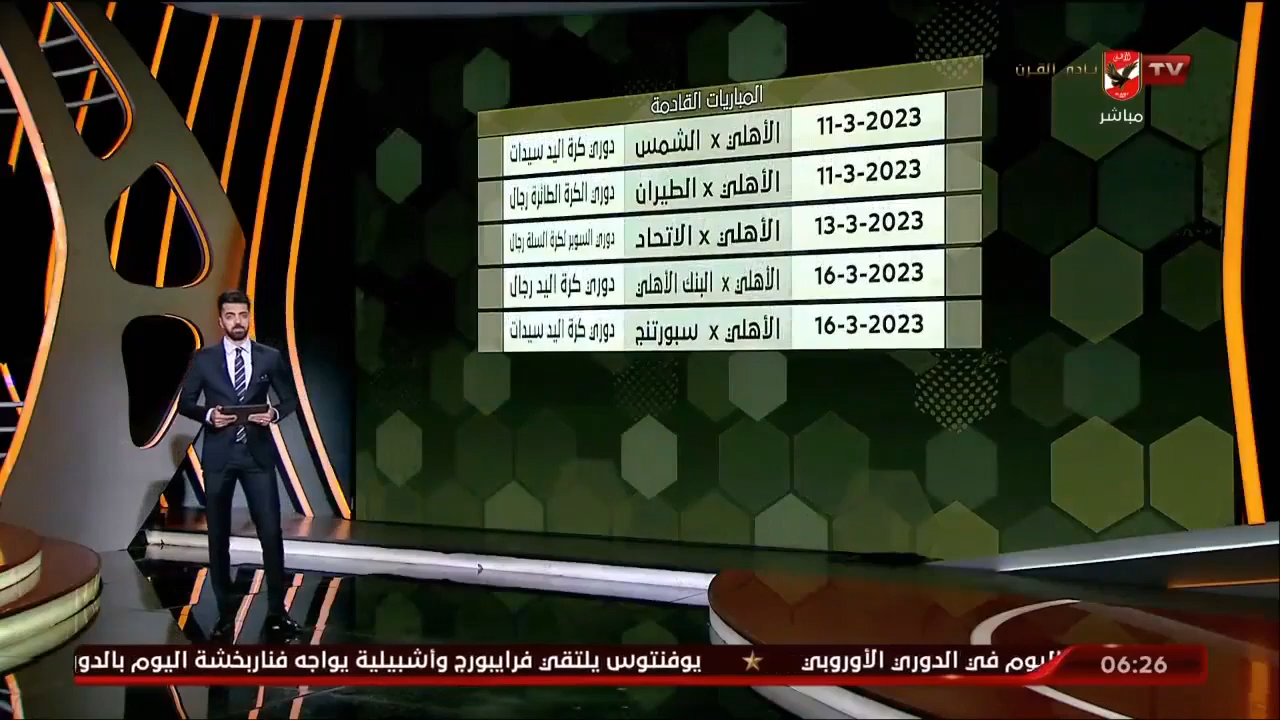 نادي القرن
TV
مباشر
المباريات القادمة
11-3-2023 الأهلي x الشمس دوري كرة اليد سيدات
11-3-2023 الأهلي x الطيران دوري الكرة الطائرة رجال
13-3-2023 الأهلي x الاتحاد دوري السوبر لكرة السلة رجال
16-3-2023 الأهلي x البنك الأهلي دوري كرة اليد رجال
16-3-2023 الأهلي x سبورتنج دوري كرة اليد سيدات
06:26 اليوم في الدوري الأوروبي يوفنتوس يلتقي فرايبورج وأشبيلية يواجه فناربخشة اليوم بالدور